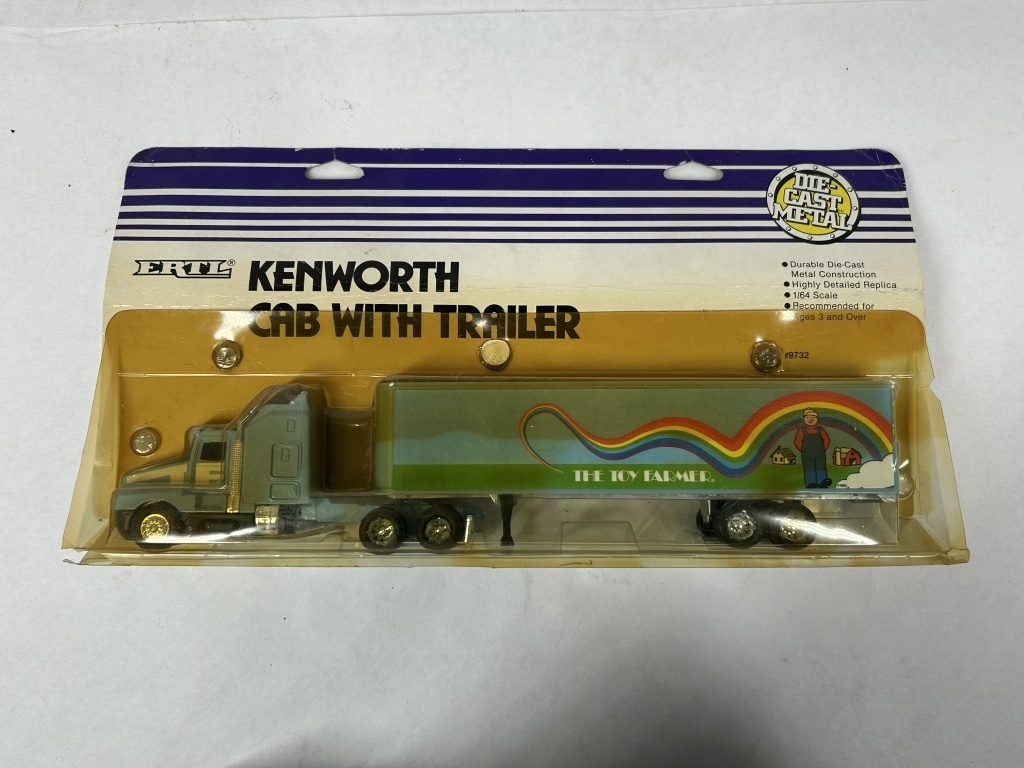 DIE-
CAST
METAL
ERTL®
KENWORTH
CAB WITH TRAILER
● Durable Die-Cast
Metal Construction
● Highly Detailed Replica
● 1/64 Scale
● Recommended for
Ages 3 and Over
#9732
THE TOY FARMER®